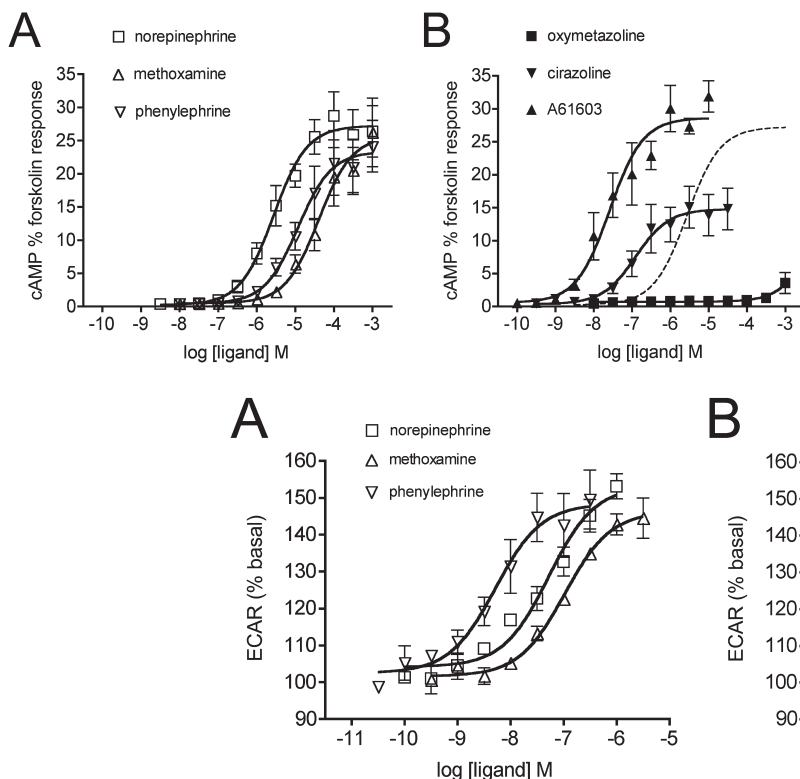 A
norepinephrine
methoxamine
phenylephrine
cAMP % forskolin response
35
30
25
20
15
10
5
0
-10 -9 -8 -7 -6 -5 -4 -3
log [ligand] M
B
oxymetazoline
cirazoline
A61603
cAMP % forskolin response
35
30
25
20
15
10
5
0
-10 -9 -8 -7 -6 -5 -4 -3
log [ligand] M
A
norepinephrine
methoxamine
phenylephrine
ECAR (% basal)
160
150
140
130
120
110
100
90
-11 -10 -9 -8 -7 -6 -5
log [ligand] M
B
ECAR (% basal)
160
150
140
130
120
110
100
90